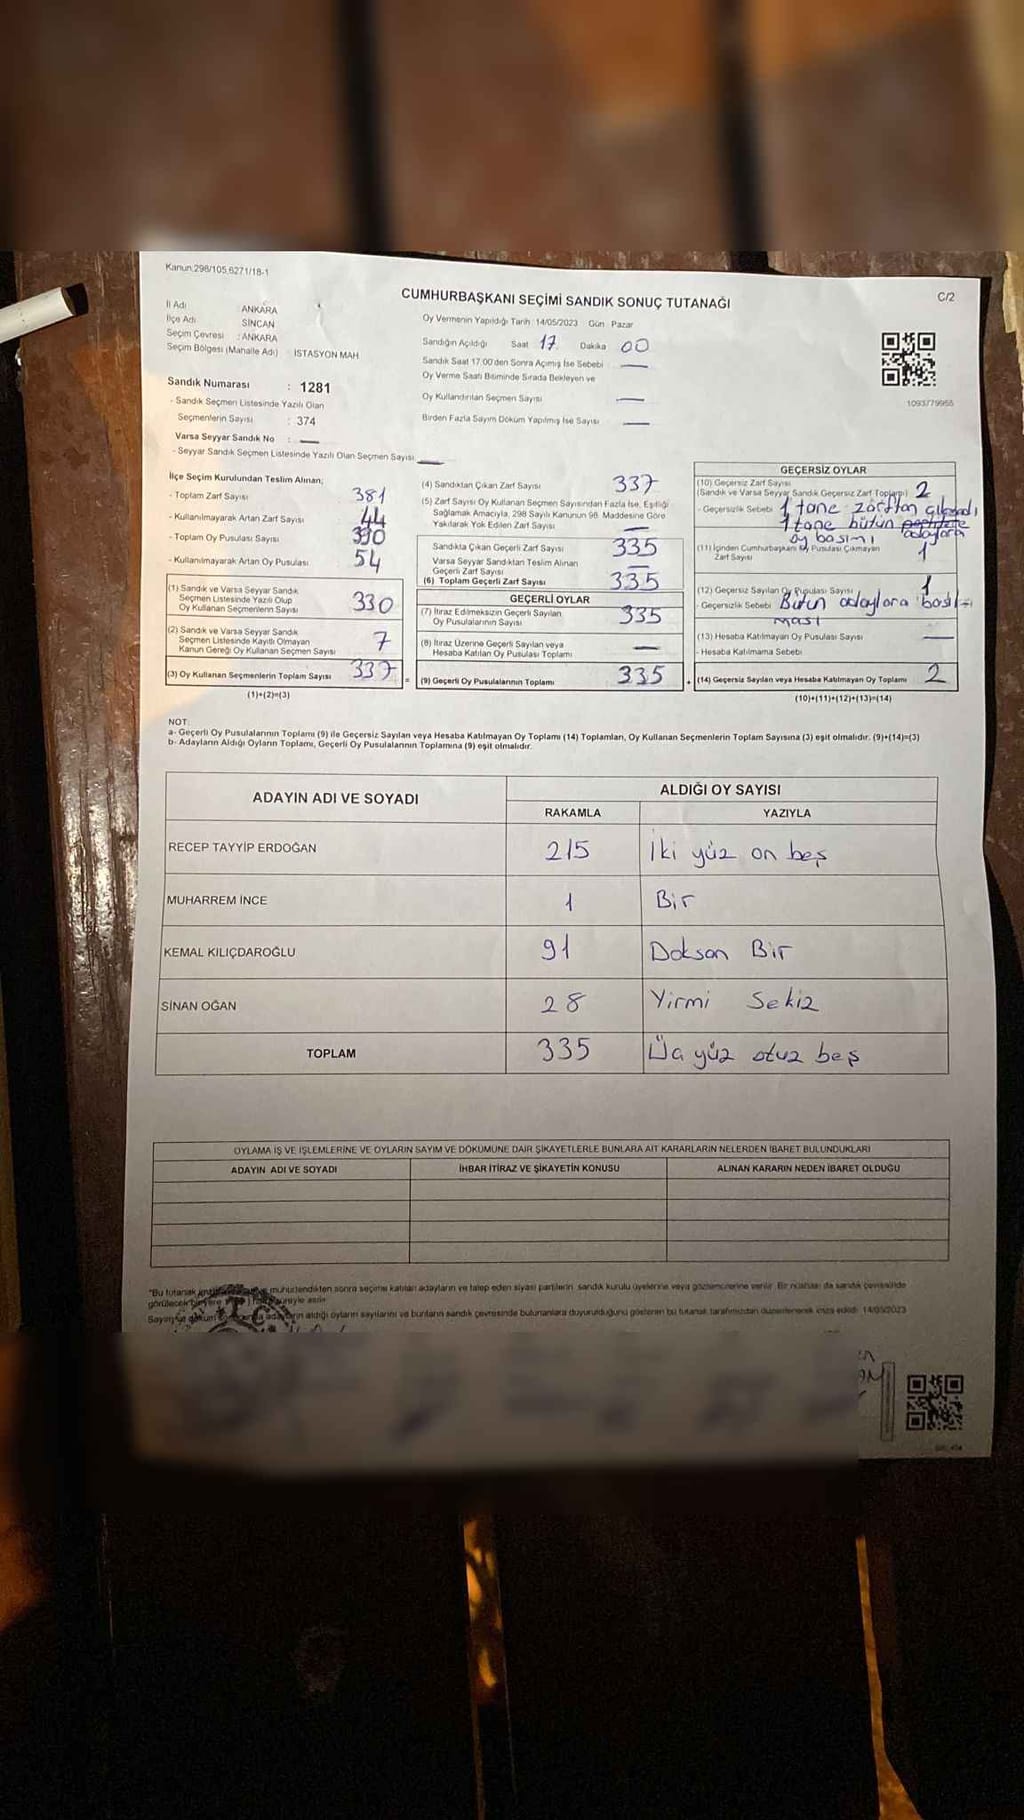 Kanun:298/105,6271/18-1
C/2
CUMHURBAŞKANI SEÇİMİ SANDIK SONUÇ TUTANAĞI
İl Adı : ANKARA
İlçe Adı : SİNCAN
Seçim Çevresi : ANKARA
Seçim Bölgesi (Mahalle Adı) : İSTASYON MAH.
Sandık Numarası : 1281
- Sandık Seçmen Listesinde Yazılı Olan
Seçmenlerin Sayısı : 374
Varsa Seyyar Sandık No : —
- Seyyar Sandık Seçmen Listesinde Yazılı Olan Seçmen Sayısı: —
Oy Vermenin Yapıldığı Tarih: 14/05/2023 Gün Pazar
Sandığın Açıldığı Saat 17 Dakika 00
Sandık Saat 17.00'den Sonra Açımış İse Sebebi —
Oy Verme Saati Bitiminde Sırada Bekleyen ve
Oy Kullandırılan Seçmen Sayısı —
Birden Fazla Sayım Döküm Yapılmış İse Sayısı —
1093779955
İlçe Seçim Kurulundan Teslim Alınan;
- Toplam Zarf Sayısı 381
- Kullanılmayarak Artan Zarf Sayısı 44
- Toplam Oy Pusulası Sayısı 390
- Kullanılmayarak Artan Oy Pusulası 54
(1) Sandık ve Varsa Seyyar Sandık
Seçmen Listesinde Yazılı Olup
Oy Kullanan Seçmenlerin Sayısı 330
(2) Sandık ve Varsa Seyyar Sandık
Seçmen Listesinde Kayıtlı Olmayan
Kanun Gereği Oy Kullanan Seçmen Sayısı 7
(3) Oy Kullanan Seçmenlerin Toplam Sayısı 337
(1)+(2)=(3)
(4) Sandıktan Çıkan Zarf Sayısı 337
(5) Zarf Sayısı Oy Kullanan Seçmen Sayısından Fazla İse, Eşitliği
Sağlamak Amacıyla, 298 Sayılı Kanunun 98. Maddesine Göre
Yakılarak Yok Edilen Zarf Sayısı —
Sandıkta Çıkan Geçerli Zarf Sayısı 335
Varsa Seyyar Sandıktan Teslim Alınan
Geçerli Zarf Sayısı —
(6) Toplam Geçerli Zarf Sayısı 335
GEÇERLİ OYLAR
(7) İtiraz Edilmeksizin Geçerli Sayılan
Oy Pusulalarının Sayısı 335
(8) İtiraz Üzerine Geçerli Sayılan veya
Hesaba Katılan Oy Pusulası Toplamı —
= (9) Geçerli Oy Pusulalarının Toplamı 335
GEÇERSİZ OYLAR
(10) Geçersiz Zarf Sayısı
(Sandık ve Varsa Seyyar Sandık Geçersiz Zarf Toplamı) 2
- Geçersizlik Sebebi 1 tane zarftan çıkmadı
1 tane bütün adaylara
oy basımı
(11) İçinden Cumhurbaşkanı Oy Pusulası Çıkmayan
Zarf Sayısı 1
(12) Geçersiz Sayılan Oy Pusulası Sayısı 1
- Geçersizlik Sebebi Bütün adaylara basıl-
ması
(13) Hesaba Katılmayan Oy Pusulası Sayısı —
- Hesaba Katılmama Sebebi
+ (14) Geçersiz Sayılan veya Hesaba Katılmayan Oy Toplamı 2
(10)+(11)+(12)+(13)=(14)
NOT:
a- Geçerli Oy Pusulalarının Toplamı (9) ile Geçersiz Sayılan veya Hesaba Katılmayan Oy Toplamı (14) Toplamları, Oy Kullanan Seçmenlerin Toplam Sayısına (3) eşit olmalıdır. (9)+(14)=(3)
b- Adayların Aldığı Oyların Toplamı, Geçerli Oy Pusulalarının Toplamına (9) eşit olmalıdır.
ADAYIN ADI VE SOYADI
ALDIĞI OY SAYISI
RAKAMLA YAZIYLA
RECEP TAYYİP ERDOĞAN 215 İki yüz on beş
MUHARREM İNCE 1 Bir
KEMAL KILIÇDAROĞLU 91 Doksan Bir
SİNAN OĞAN 28 Yirmi Sekiz
TOPLAM 335 Üç yüz otuz beş
OYLAMA İŞ VE İŞLEMLERİNE VE OYLARIN SAYIM VE DÖKÜMÜNE DAİR ŞİKAYETLERLE BUNLARA AİT KARARLARIN NELERDEN İBARET BULUNDUKLARI
ADAYIN ADI VE SOYADI İHBAR İTİRAZ VE ŞİKAYETİN KONUSU ALINAN KARARIN NEDEN İBARET OLDUĞU
"Bu tutanak mühürlendikten sonra seçime katılan adayların ve talep eden siyasi partilerin sandık kurulu üyelerine veya gözlemcilerine verilir. Bir nüshası da sandık çevresinde
görülecek bir yere süreyle asılır.
Sayım ve döküm aldığı oyların sayılarını ve bunların sandık çevresinde bulunanlara duyurulduğunu gösteren bu tutanak tarafımızdan düzenlenerek imza edildi. 14/05/2023